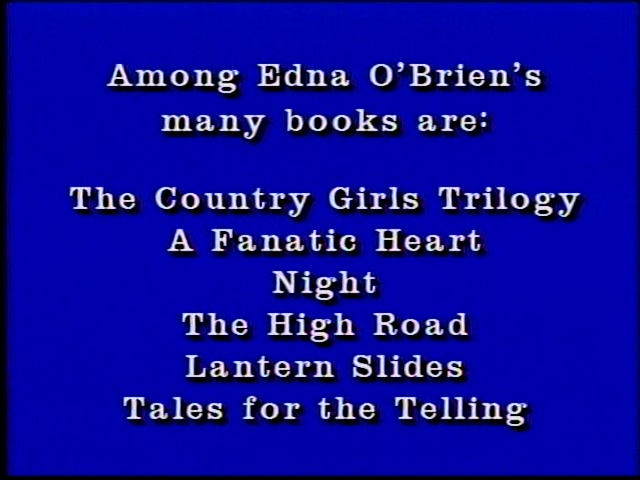 Among Edna O'Brien's
many books are:
The Country Girls Trilogy
A Fanatic Heart
Night
The High Road
Lantern Slides
Tales for the Telling